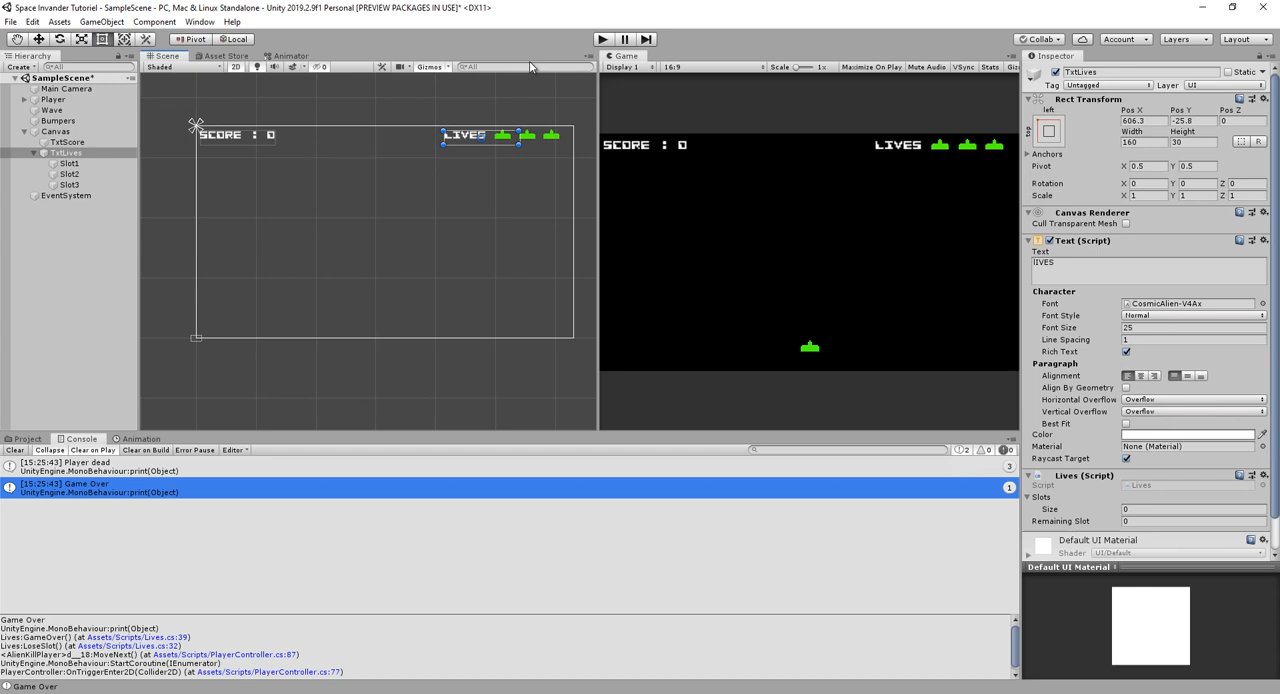 Space Invander Tutoriel - SampleScene - PC, Mac & Linux Standalone - Unity 2019.2.9f1 Personal [PREVIEW PACKAGES IN USE]* <DX11>
File Edit Assets GameObject Component Window Help
Pivot Local Collab Account Layers Layout
Hierarchy Scene Asset Store Animator Game Inspector
Create All Shaded 2D 0 Gizmos All Display 1 16:9 Scale 1x Maximize On Play Mute Audio VSync Stats Giz
SampleScene*
Main Camera
Player
Wave
Bumpers
Canvas
TxtScore
TxtLives
Slot1
Slot2
Slot3
EventSystem
SCORE : 0 LIVES
SCORE : 0 LIVES
TxtLives Static
Tag Untagged Layer UI
Rect Transform
left Pos X Pos Y Pos Z
top 606.3 -25.8 0
Width Height
160 30
R
Anchors
Pivot X 0.5 Y 0.5
Rotation X 0 Y 0 Z 0
Scale X 1 Y 1 Z 1
Canvas Renderer
Cull Transparent Mesh
Text (Script)
Text
lIVES
Character
Font CosmicAlien-V4Ax
Font Style Normal
Font Size 25
Line Spacing 1
Rich Text
Paragraph
Alignment
Align By Geometry
Horizontal Overflow Overflow
Vertical Overflow Overflow
Best Fit
Color
Material None (Material)
Raycast Target
Lives (Script)
Script Lives
Slots
Size 0
Remaining Slot 0
Default UI Material
Shader UI/Default
Default UI Material
Project Console Animation
Clear Collapse Clear on Play Clear on Build Error Pause Editor 2 0 0
[15:25:43] Player dead
UnityEngine.MonoBehaviour:print(Object) 3
[15:25:43] Game Over
UnityEngine.MonoBehaviour:print(Object) 1
Game Over
UnityEngine.MonoBehaviour:print(Object)
Lives:GameOver() (at Assets/Scripts/Lives.cs:39)
Lives:LoseSlot() (at Assets/Scripts/Lives.cs:32)
<AlienKillPlayer>d__18:MoveNext() (at Assets/Scripts/PlayerController.cs:87)
UnityEngine.MonoBehaviour:StartCoroutine(IEnumerator)
PlayerController:OnTriggerEnter2D(Collider2D) (at Assets/Scripts/PlayerController.cs:77)
Game Over